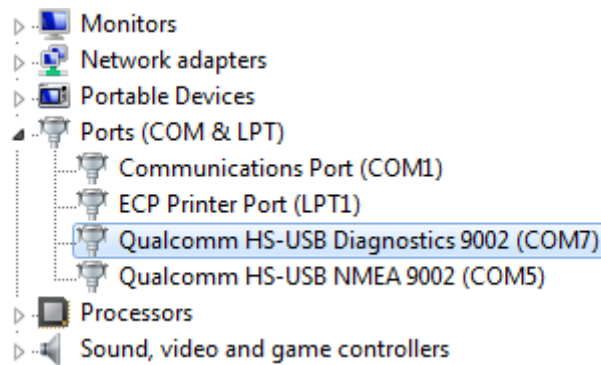 Monitors
Network adapters
Portable Devices
Ports (COM & LPT)
Communications Port (COM1)
ECP Printer Port (LPT1)
Qualcomm HS-USB Diagnostics 9002 (COM7)
Qualcomm HS-USB NMEA 9002 (COM5)
Processors
Sound, video and game controllers